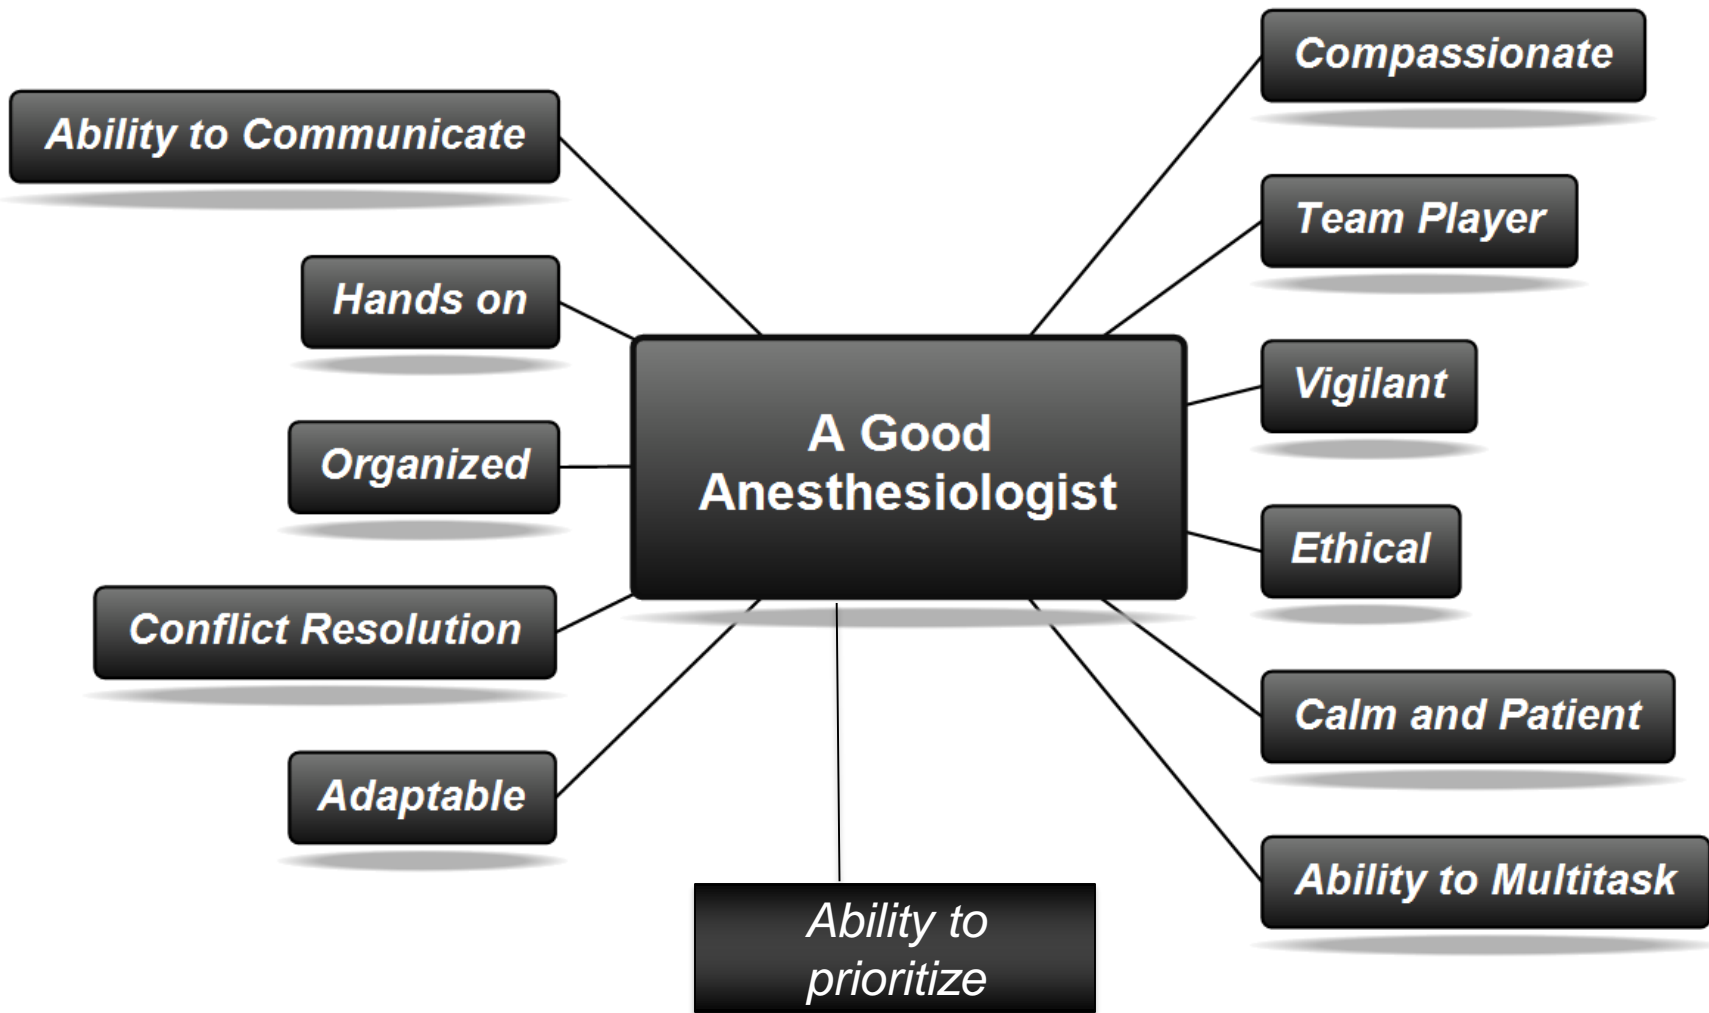 Ability to Communicate
Hands on
Organized
Conflict Resolution
Adaptable
A Good
Anesthesiologist
Ability to
prioritize
Compassionate
Team Player
Vigilant
Ethical
Calm and Patient
Ability to Multitask